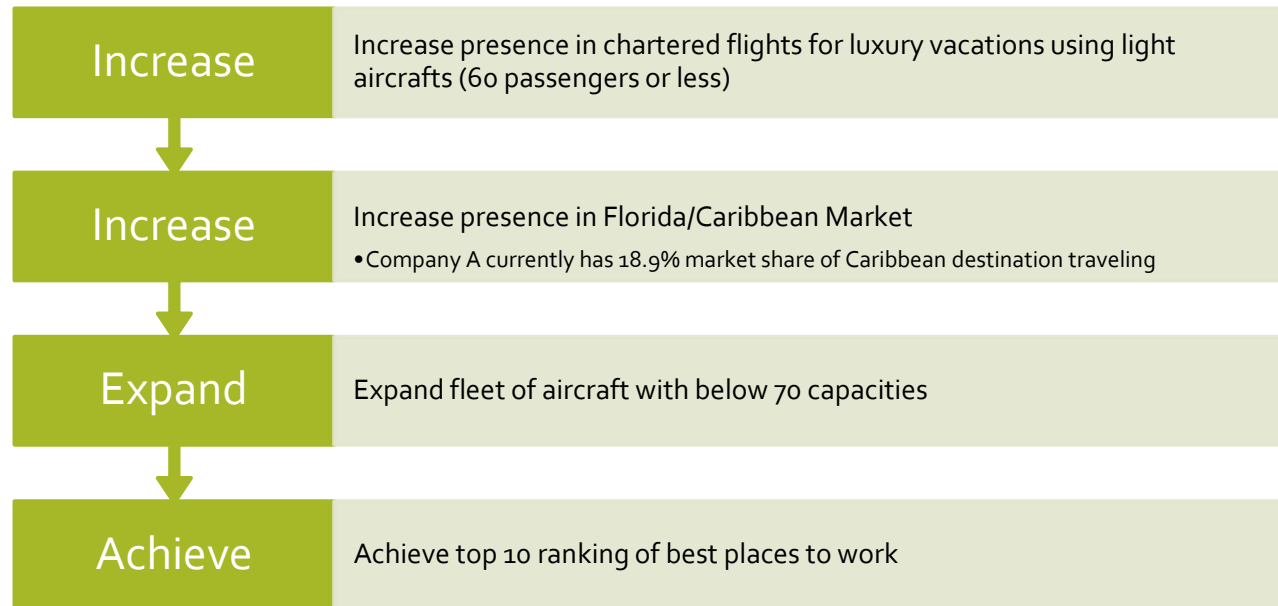 Increase
Increase presence in chartered flights for luxury vacations using light
aircrafts (60 passengers or less)
Increase
Increase presence in Florida/Caribbean Market
•Company A currently has 18.9% market share of Caribbean destination traveling
Expand
Expand fleet of aircraft with below 70 capacities
Achieve
Achieve top 10 ranking of best places to work